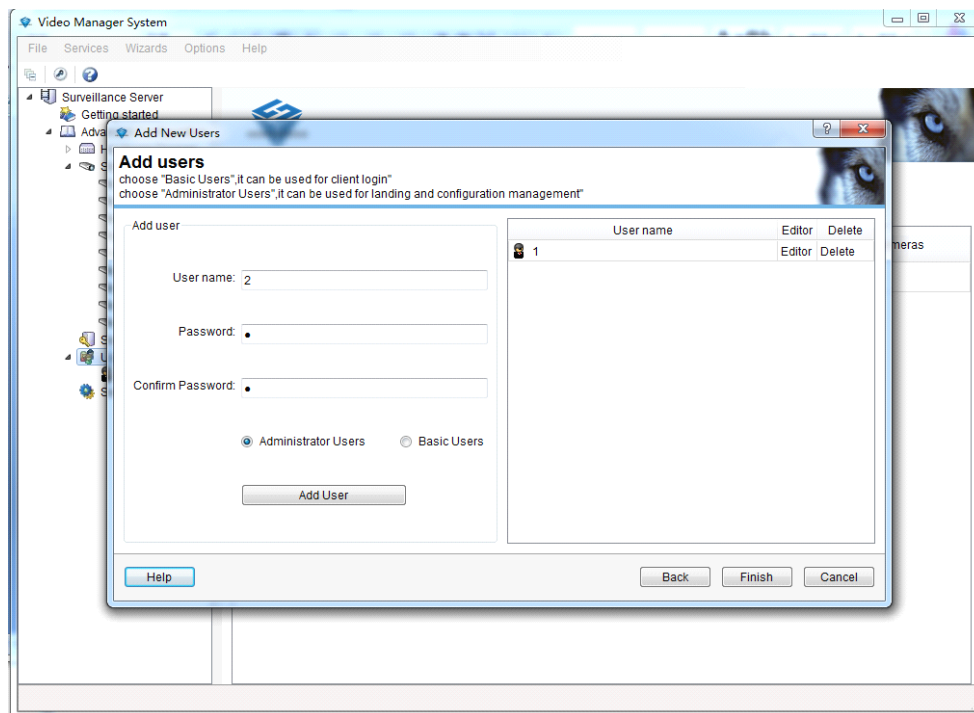 Video Manager System
File Services Wizards Options Help
Surveillance Server
Getting started
Adva
H
S
S
U
S
meras
Add New Users
Add users
choose "Basic Users",it can be used for client login"
choose "Administrator Users",it can be used for landing and configuration management"
Add user
User name: 2
Password:
Confirm Password:
Administrator Users Basic Users
Add User
User name Editor Delete
1 Editor Delete
Help Back Finish Cancel